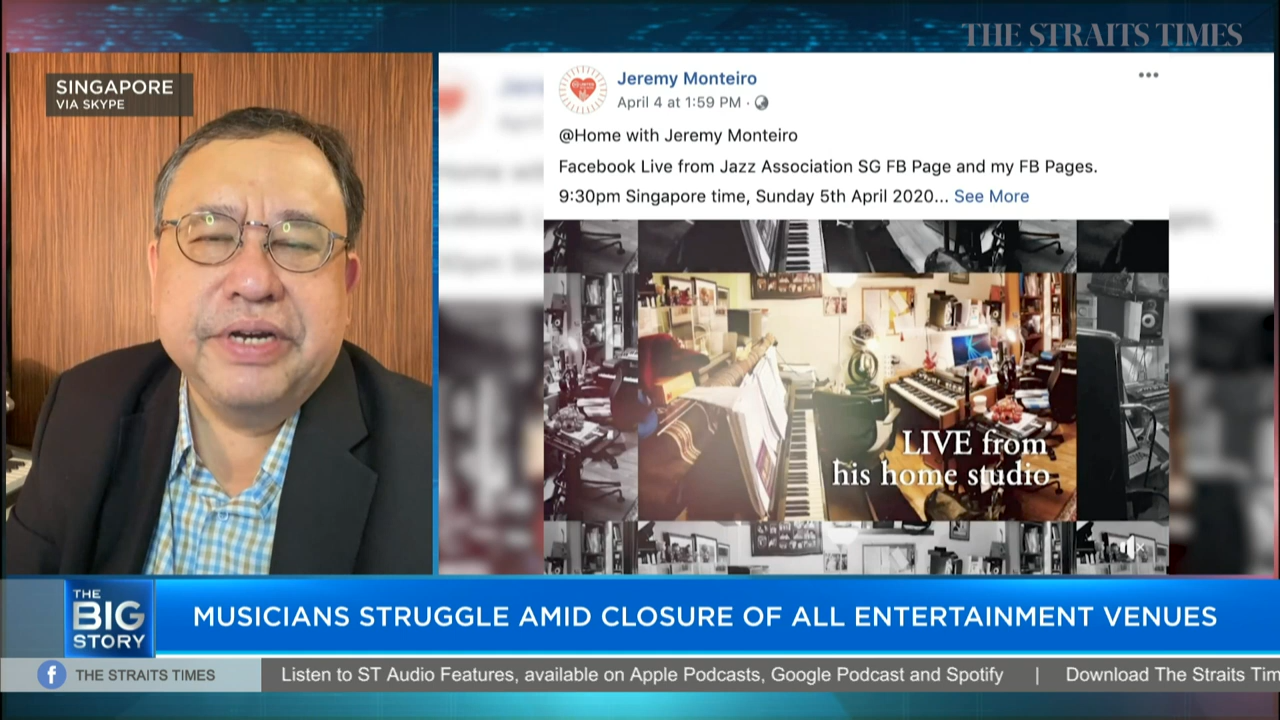 THE STRAITS TIMES
SINGAPORE
VIA SKYPE
Jeremy Monteiro
April 4 at 1:59 PM ·
@Home with Jeremy Monteiro
Facebook Live from Jazz Association SG FB Page and my FB Pages.
9:30pm Singapore time, Sunday 5th April 2020... See More
LIVE from
his home studio
THE
BIG
STORY
MUSICIANS STRUGGLE AMID CLOSURE OF ALL ENTERTAINMENT VENUES
f THE STRAITS TIMES
Listen to ST Audio Features, available on Apple Podcasts, Google Podcast and Spotify | Download The Straits Tim